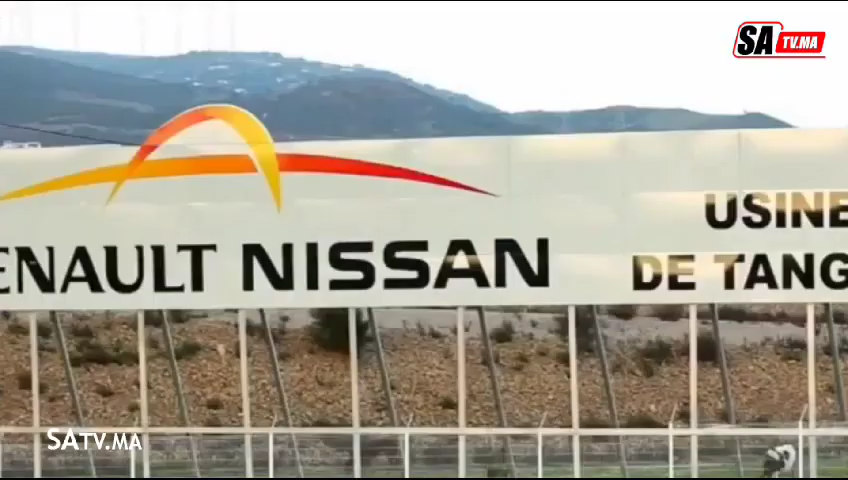 SATV.MA
USINE
DE TANG
ENAULT NISSAN
SATV.MA